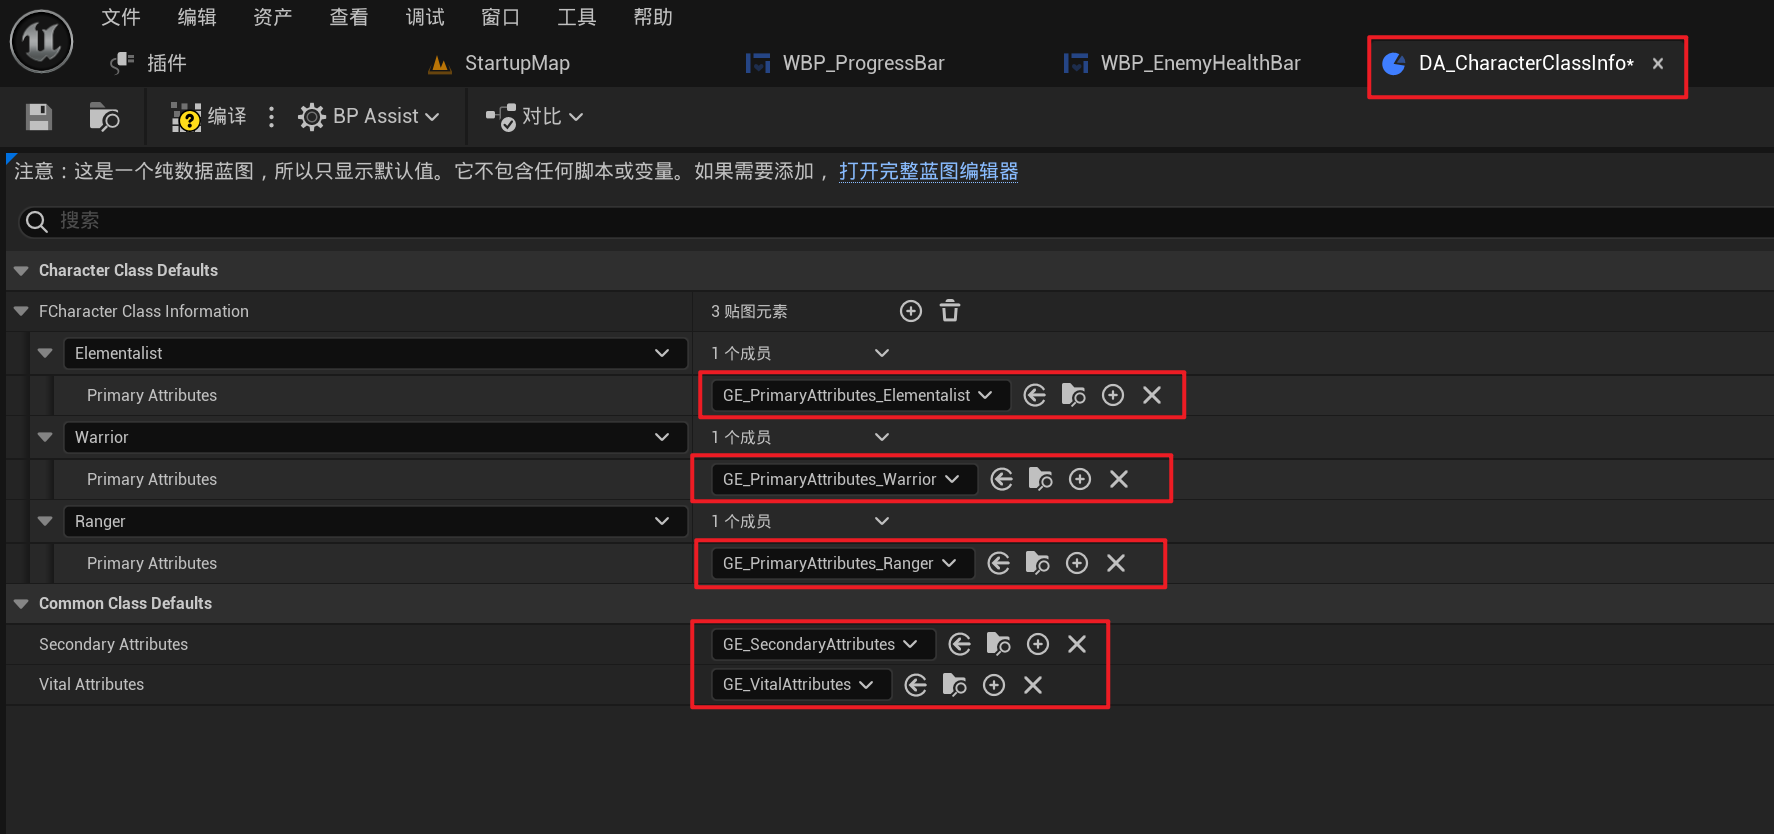 文件 编辑 资产 查看 调试 窗口 工具 帮助
插件 StartupMap WBP_ProgressBar WBP_EnemyHealthBar DA_CharacterClassInfo*
编译 BP Assist 对比
注意：这是一个纯数据蓝图，所以只显示默认值。它不包含任何脚本或变量。如果需要添加， 打开完整蓝图编辑器
搜索
Character Class Defaults
FCharacter Class Information 3 贴图元素
Elementalist 1 个成员
Primary Attributes GE_PrimaryAttributes_Elementalist
Warrior 1 个成员
Primary Attributes GE_PrimaryAttributes_Warrior
Ranger 1 个成员
Primary Attributes GE_PrimaryAttributes_Ranger
Common Class Defaults
Secondary Attributes GE_SecondaryAttributes
Vital Attributes GE_VitalAttributes